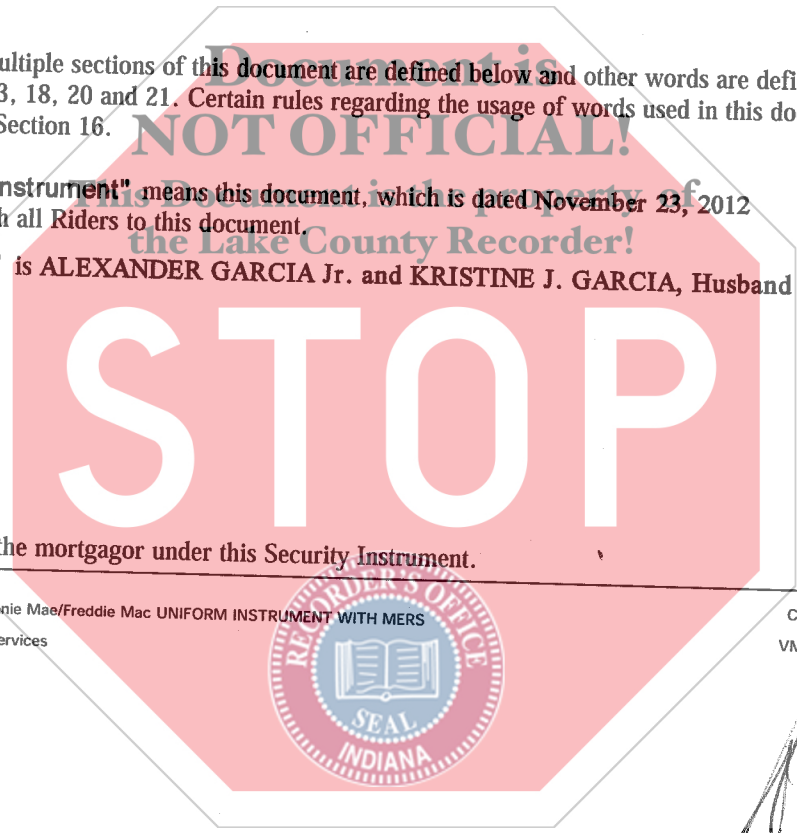 Document is
ultiple sections of this document are defined below and other words are defi
3, 18, 20 and 21. Certain rules regarding the usage of words used in this do
Section 16.
NOT OFFICIAL!
nstrument" means this document, which is dated November 23, 2012
This Document is the property of
h all Riders to this document.
the Lake County Recorder!
" is ALEXANDER GARCIA Jr. and KRISTINE J. GARCIA, Husband
STOP
the mortgagor under this Security Instrument.
nie Mae/Freddie Mac UNIFORM INSTRUMENT WITH MERS
C
ervices
VM
RECORDER'S OFFICE
SEAL
INDIANA